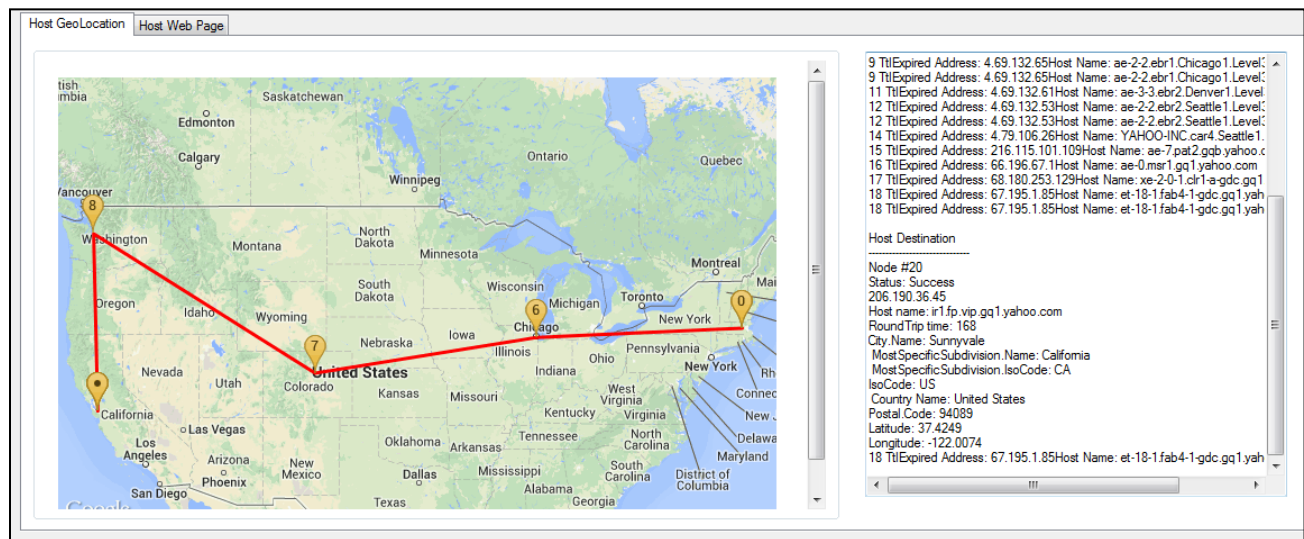 Host GeoLocation
Host Web Page
Saskatchewan
Edmonton
Calgary
Ontario
Quebec
Winnipeg
Vancouver
8
Washington
Montana
North
Dakota
Minnesota
Montreal
Oregon
Idaho
Wyoming
South
Dakota
Wisconsin
Michigan
Toronto
0
6
Chicago
New York
7
Nebraska
Iowa
Illinois
Indiana
Ohio
Pennsylvania
New York
United States
Nevada
Utah
Colorado
Kansas
Missouri
West
Virginia
Virginia
Kentucky
California
Las Vegas
Los
Angeles
Arizona
Phoenix
New
Mexico
Oklahoma
Arkansas
Tennessee
North
Carolina
Maryland
San Diego
Dallas
Mississippi
South
Carolina
District of
Columbia
Alabama
Georgia
Texas
9 TtlExpired Address: 4.69.132.65Host Name: ae-2-2.ebr1.Chicago1.Level3
9 TtlExpired Address: 4.69.132.65Host Name: ae-2-2.ebr1.Chicago1.Level3
11 TtlExpired Address: 4.69.132.61Host Name: ae-3-3.ebr2.Denver1.Level
12 TtlExpired Address: 4.69.132.53Host Name: ae-2-2.ebr2.Seattle1.Level3
12 TtlExpired Address: 4.69.132.53Host Name: ae-2-2.ebr2.Seattle1.Level3
14 TtlExpired Address: 4.79.106.26Host Name: YAHOO-INC.car4.Seattle1.
15 TtlExpired Address: 216.115.101.109Host Name: ae-7.pat2.gqb.yahoo.c
16 TtlExpired Address: 66.196.67.1Host Name: ae-0.msr1.gq1.yahoo.com
17 TtlExpired Address: 68.180.253.129Host Name: xe-2-0-1.clr1-a-gdc.gq1
18 TtlExpired Address: 67.195.1.85Host Name: et-18-1.fab4-1-gdc.gq1.yah
18 TtlExpired Address: 67.195.1.85Host Name: et-18-1.fab4-1-gdc.gq1.yah
Host Destination
------------------------------
Node #20
Status: Success
206.190.36.45
Host name: ir1.fp.vip.gq1.yahoo.com
RoundTrip time: 168
City.Name: Sunnyvale
MostSpecificSubdivision.Name: California
MostSpecificSubdivision.IsoCode: CA
IsoCode: US
Country Name: United States
Postal.Code: 94089
Latitude: 37.4249
Longitude: -122.0074
18 TtlExpired Address: 67.195.1.85Host Name: et-18-1.fab4-1-gdc.gq1.yah